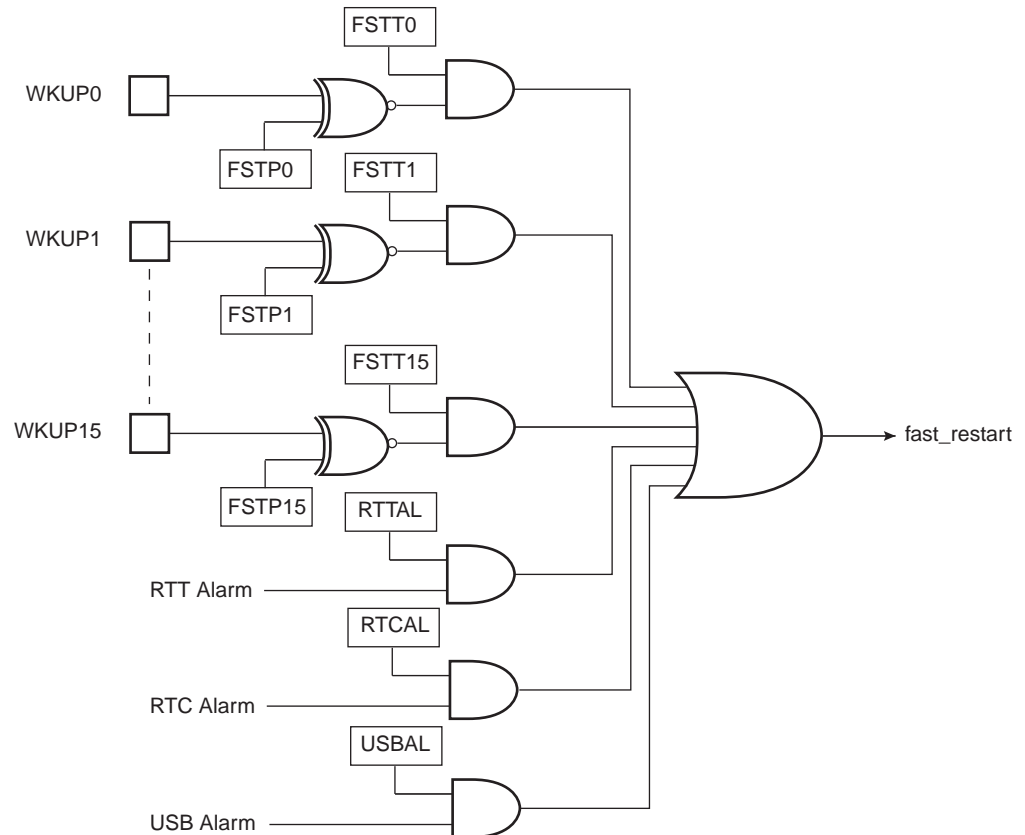 FSTT0
WKUP0
FSTP0
FSTT1
WKUP1
FSTP1
FSTT15
WKUP15
fast_restart
FSTP15
RTTAL
RTT Alarm
RTCAL
RTC Alarm
USBAL
USB Alarm